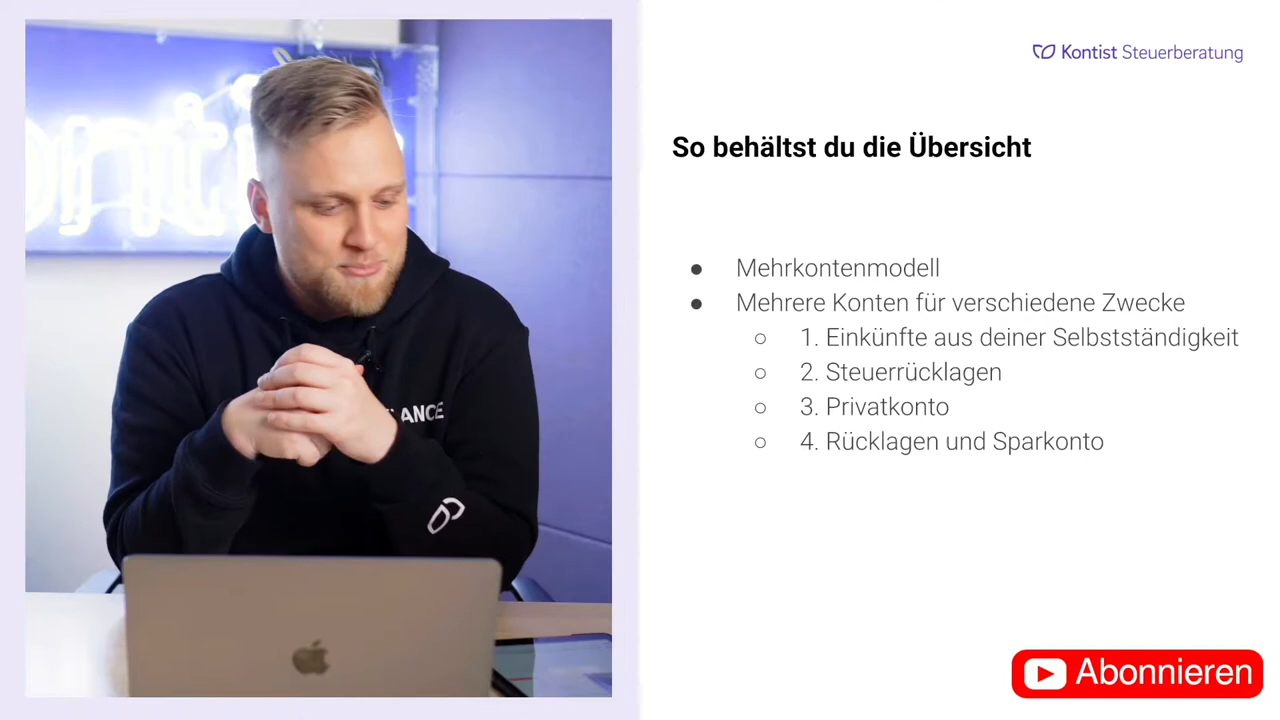 Kontist Steuerberatung
So behältst du die Übersicht
● Mehrkontenmodell
● Mehrere Konten für verschiedene Zwecke
○ 1. Einkünfte aus deiner Selbstständigkeit
○ 2. Steuerrücklagen
○ 3. Privatkonto
○ 4. Rücklagen und Sparkonto
ANCE
Abonnieren